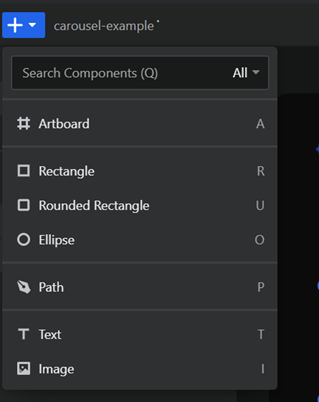 carousel-example*
Search Components (Q) All
Artboard A
Rectangle R
Rounded Rectangle U
Ellipse O
Path P
Text T
Image I